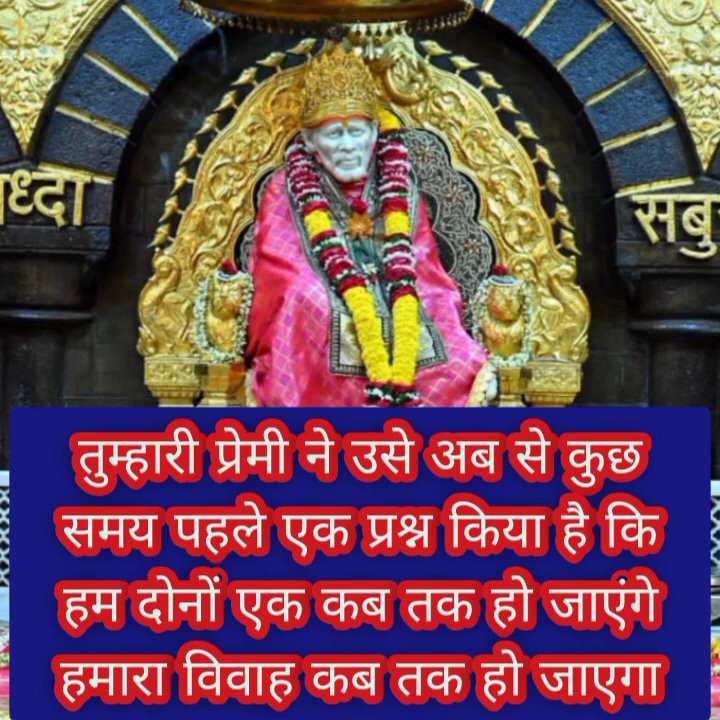 ध्दा
सबु
तुम्हारी प्रेमी ने उसे अब से कुछ
समय पहले एक प्रश्न किया है कि
हम दोनों एक कब तक हो जाएंगे
हमारा विवाह कब तक हो जाएगा